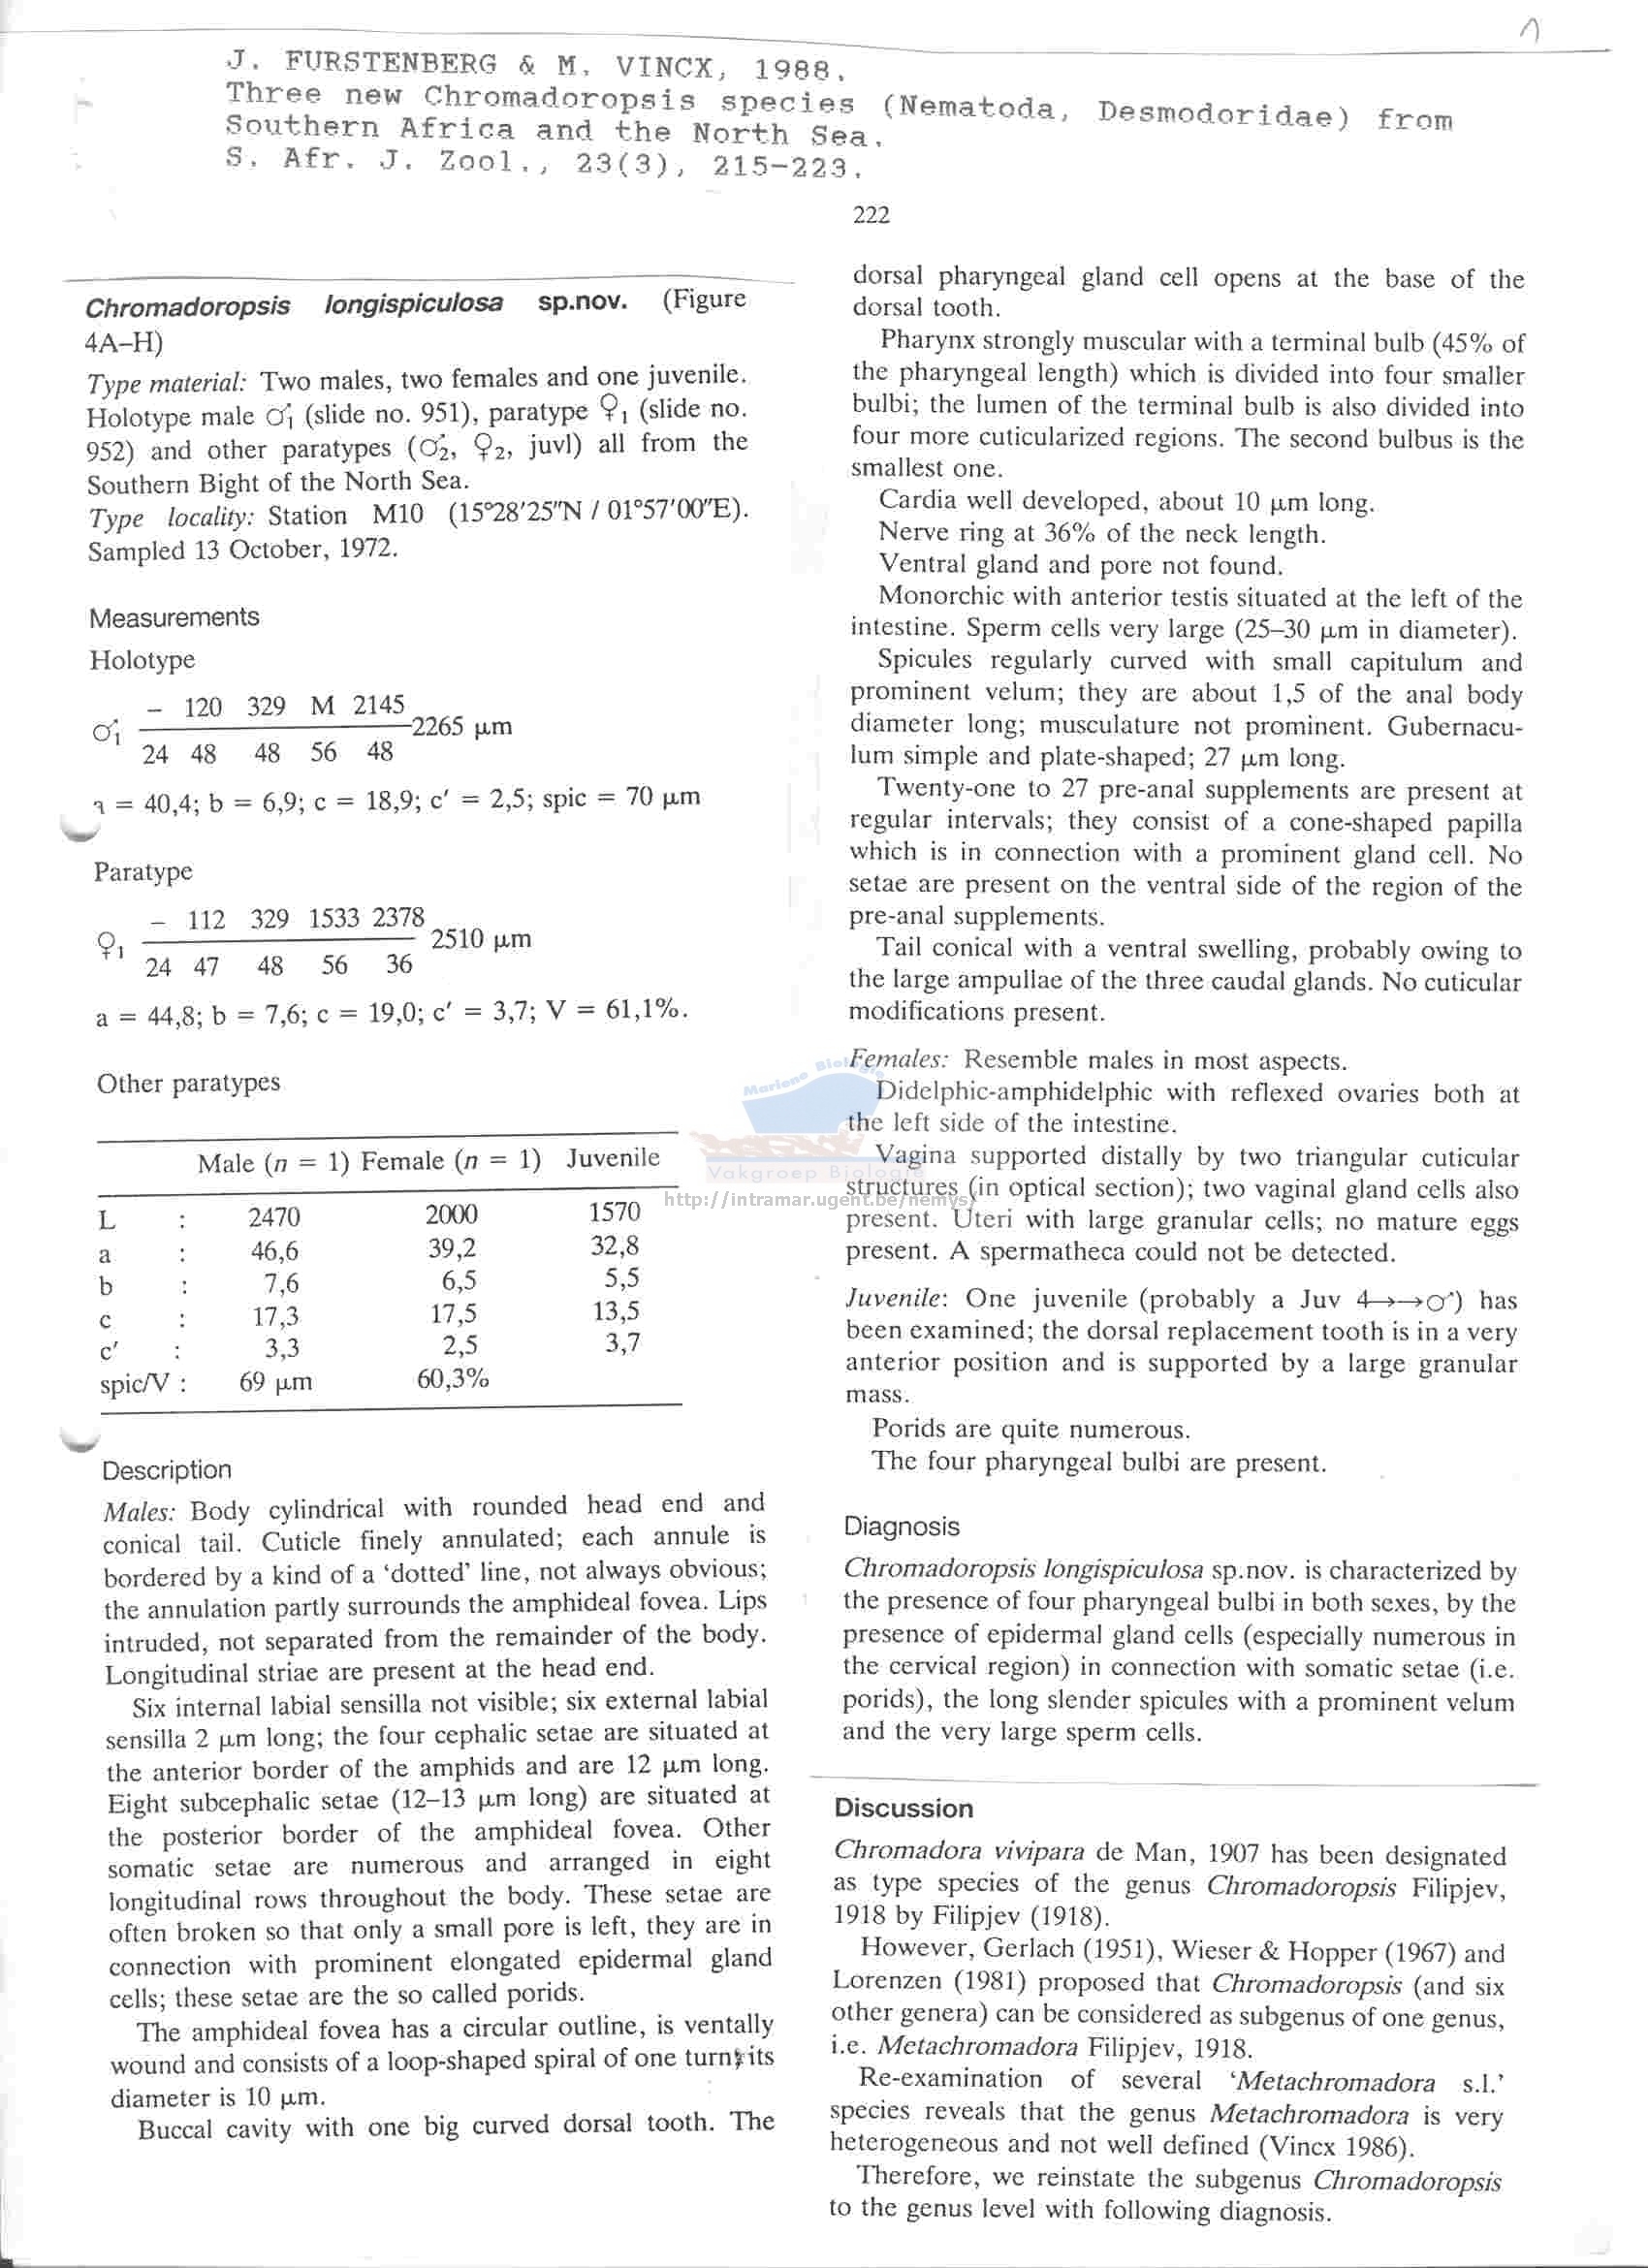 J. FURSTENBERG & M. VINCX, 1988.
Three new Chromadoropsis species (Nematoda, Desmodoridae) from
Southern Africa and the North Sea.
S. Afr. J. Zool., 23(3), 215-223.
222
Chromadoropsis longispiculosa sp.nov. (Figure
4A–H)
Type material: Two males, two females and one juvenile.
Holotype male ♂1 (slide no. 951), paratype ♀1 (slide no.
952) and other paratypes (♂2, ♀2, juvl) all from the
Southern Bight of the North Sea.
Type locality: Station M10 (15°28′25″N / 01°57′00″E).
Sampled 13 October, 1972.
Measurements
Holotype
– 120 329 M 2145
♂1 2265 µm
24 48 48 56 48
a = 40,4; b = 6,9; c = 18,9; c′ = 2,5; spic = 70 µm
Paratype
– 112 329 1533 2378
♀1 2510 µm
24 47 48 56 36
a = 44,8; b = 7,6; c = 19,0; c′ = 3,7; V = 61,1%.
Other paratypes
Male (n = 1) Female (n = 1) Juvenile
L : 2470 2000 1570
a : 46,6 39,2 32,8
b : 7,6 6,5 5,5
c : 17,3 17,5 13,5
c′ : 3,3 2,5 3,7
spic/V : 69 µm 60,3%
Description
Males: Body cylindrical with rounded head end and
conical tail. Cuticle finely annulated; each annule is
bordered by a kind of a ‘dotted’ line, not always obvious;
the annulation partly surrounds the amphideal fovea. Lips
intruded, not separated from the remainder of the body.
Longitudinal striae are present at the head end.
Six internal labial sensilla not visible; six external labial
sensilla 2 µm long; the four cephalic setae are situated at
the anterior border of the amphids and are 12 µm long.
Eight subcephalic setae (12–13 µm long) are situated at
the posterior border of the amphideal fovea. Other
somatic setae are numerous and arranged in eight
longitudinal rows throughout the body. These setae are
often broken so that only a small pore is left, they are in
connection with prominent elongated epidermal gland
cells; these setae are the so called porids.
The amphideal fovea has a circular outline, is ventally
wound and consists of a loop-shaped spiral of one turn; its
diameter is 10 µm.
Buccal cavity with one big curved dorsal tooth. The
dorsal pharyngeal gland cell opens at the base of the
dorsal tooth.
Pharynx strongly muscular with a terminal bulb (45% of
the pharyngeal length) which is divided into four smaller
bulbi; the lumen of the terminal bulb is also divided into
four more cuticularized regions. The second bulbus is the
smallest one.
Cardia well developed, about 10 µm long.
Nerve ring at 36% of the neck length.
Ventral gland and pore not found.
Monorchic with anterior testis situated at the left of the
intestine. Sperm cells very large (25–30 µm in diameter).
Spicules regularly curved with small capitulum and
prominent velum; they are about 1,5 of the anal body
diameter long; musculature not prominent. Gubernacu-
lum simple and plate-shaped; 27 µm long.
Twenty-one to 27 pre-anal supplements are present at
regular intervals; they consist of a cone-shaped papilla
which is in connection with a prominent gland cell. No
setae are present on the ventral side of the region of the
pre-anal supplements.
Tail conical with a ventral swelling, probably owing to
the large ampullae of the three caudal glands. No cuticular
modifications present.
Females: Resemble males in most aspects.
Didelphic-amphidelphic with reflexed ovaries both at
the left side of the intestine.
Vagina supported distally by two triangular cuticular
structures (in optical section); two vaginal gland cells also
present. Uteri with large granular cells; no mature eggs
present. A spermatheca could not be detected.
Juvenile: One juvenile (probably a Juv 4→→♂) has
been examined; the dorsal replacement tooth is in a very
anterior position and is supported by a large granular
mass.
Porids are quite numerous.
The four pharyngeal bulbi are present.
Diagnosis
Chromadoropsis longispiculosa sp.nov. is characterized by
the presence of four pharyngeal bulbi in both sexes, by the
presence of epidermal gland cells (especially numerous in
the cervical region) in connection with somatic setae (i.e.
porids), the long slender spicules with a prominent velum
and the very large sperm cells.
Discussion
Chromadora vivipara de Man, 1907 has been designated
as type species of the genus Chromadoropsis Filipjev,
1918 by Filipjev (1918).
However, Gerlach (1951), Wieser & Hopper (1967) and
Lorenzen (1981) proposed that Chromadoropsis (and six
other genera) can be considered as subgenus of one genus,
i.e. Metachromadora Filipjev, 1918.
Re-examination of several ‘Metachromadora s.l.’
species reveals that the genus Metachromadora is very
heterogeneous and not well defined (Vincx 1986).
Therefore, we reinstate the subgenus Chromadoropsis
to the genus level with following diagnosis.
Mariene Biologie
Vakgroep Biologie
http://intramar.ugent.be/nemys/